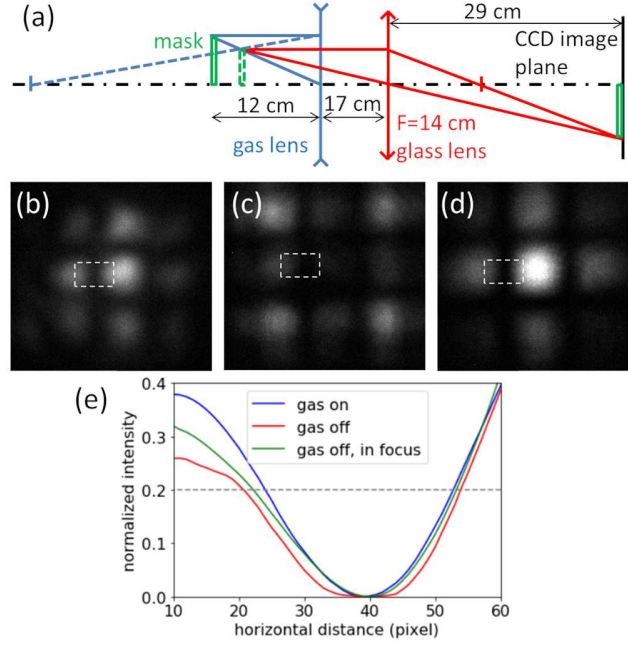 (a)
29 cm
mask
CCD image
plane
12 cm
17 cm
F=14 cm
gas lens
glass lens
(b)
(c)
(d)
(e)
0.4
gas on
gas off
gas off, in focus
0.3
0.2
0.1
0.0
normalized intensity
10
20
30
40
50
60
horizontal distance (pixel)